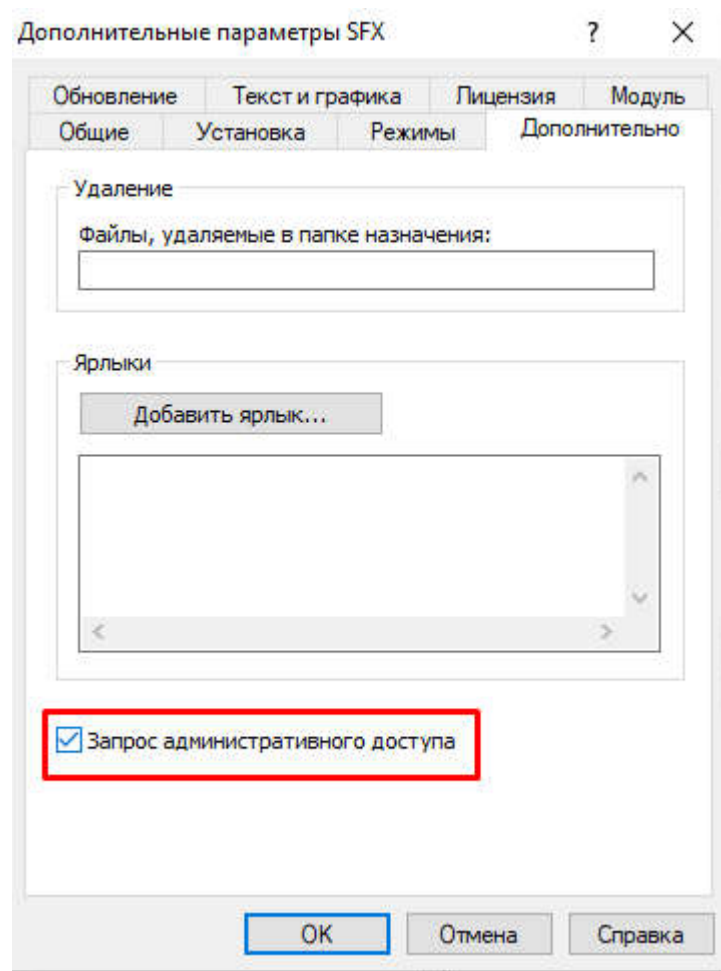 Дополнительные параметры SFX ?
Обновление Текст и графика Лицензия Модуль
Общие Установка Режимы Дополнительно
Удаление
Файлы, удаляемые в папке назначения:
Ярлыки
Добавить ярлык...
Запрос административного доступа
OK Отмена Справка